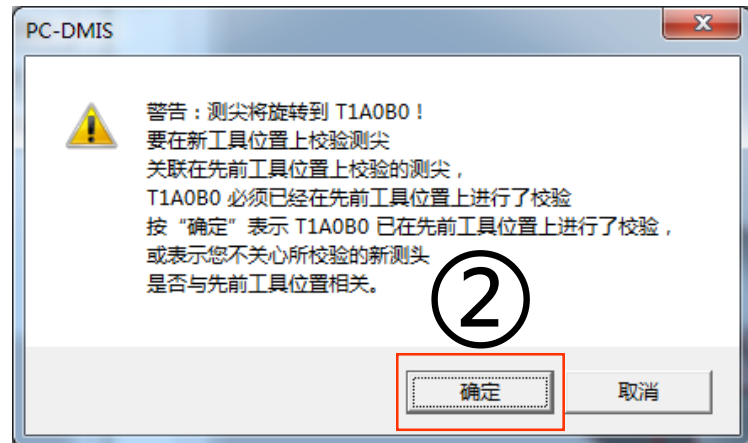 PC-DMIS
警告：测尖将旋转到 T1A0B0！
要在新工具位置上校验测尖
关联在先前工具位置上校验的测尖，
T1A0B0 必须已经在先前工具位置上进行了校验
按“确定”表示 T1A0B0 已在先前工具位置上进行了校验，
或表示您不关心所校验的新测头
是否与先前工具位置相关。
②
确定
取消